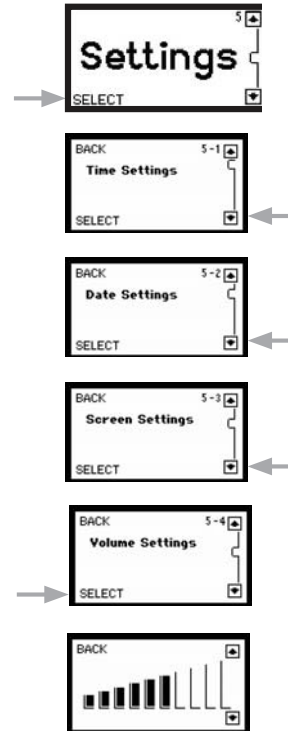 5
Settings
SELECT
BACK 5-1
Time Settings
SELECT
BACK 5-2
Date Settings
SELECT
BACK 5-3
Screen Settings
SELECT
BACK 5-4
Volume Settings
SELECT
BACK